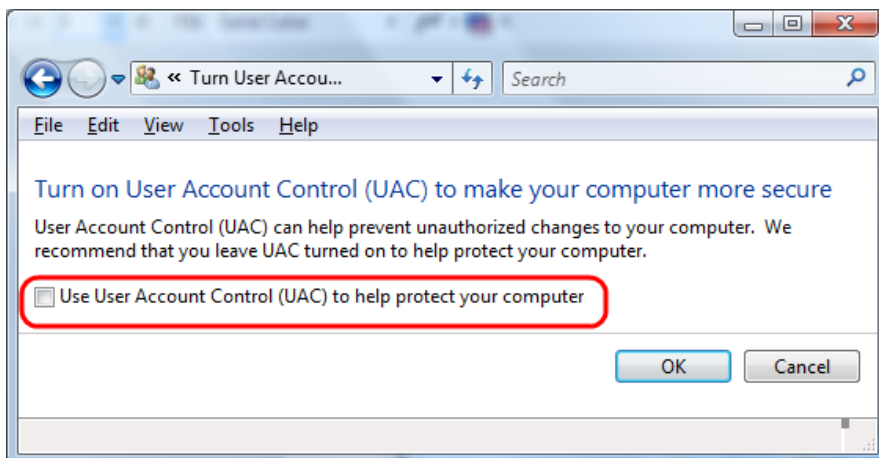 « Turn User Accou...
Search
File Edit View Tools Help
Turn on User Account Control (UAC) to make your computer more secure
User Account Control (UAC) can help prevent unauthorized changes to your computer. We
recommend that you leave UAC turned on to help protect your computer.
Use User Account Control (UAC) to help protect your computer
OK Cancel